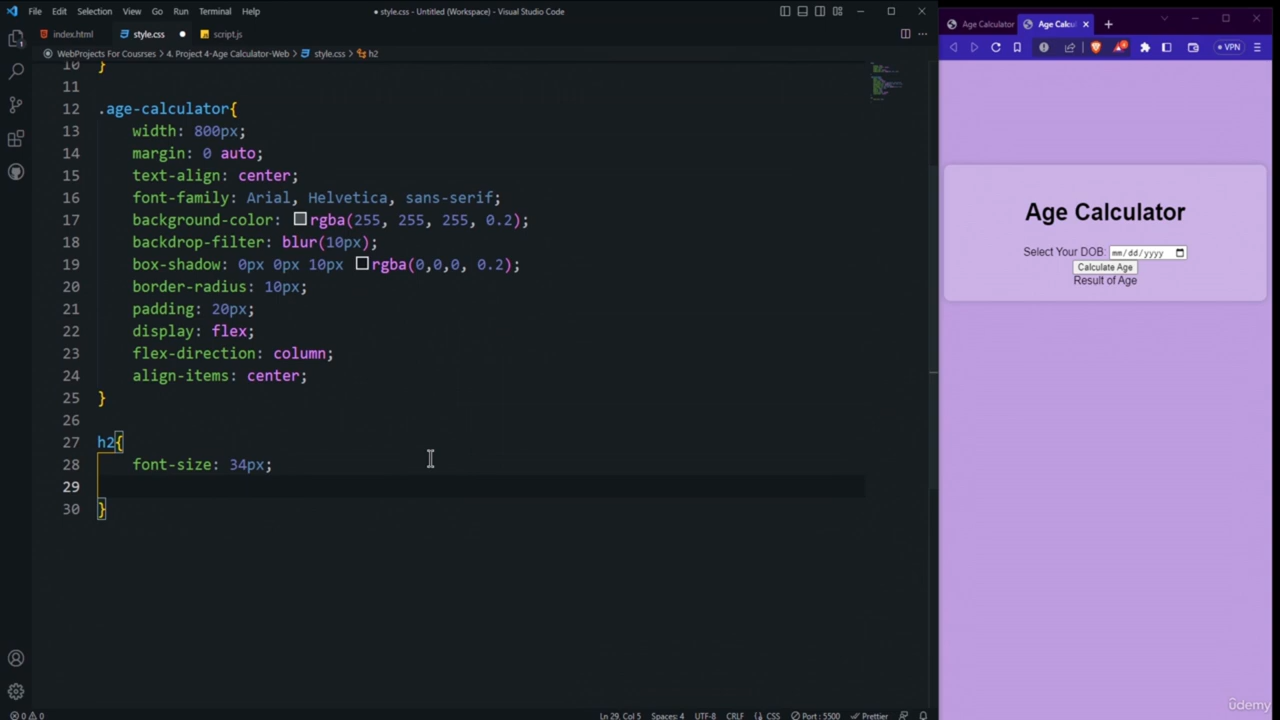 File Edit Selection View Go Run Terminal Help
● style.css - Untitled (Workspace) - Visual Studio Code
Age Calculator
Age Calcu
index.html
style.css
script.js
VPN
WebProjects For Coursres > 4. Project 4-Age Calculator-Web > style.css > h2
10 }
11
12 .age-calculator{
13 width: 800px;
14 margin: 0 auto;
15 text-align: center;
16 font-family: Arial, Helvetica, sans-serif;
17 background-color: rgba(255, 255, 255, 0.2);
18 backdrop-filter: blur(10px);
19 box-shadow: 0px 0px 10px rgba(0,0,0, 0.2);
20 border-radius: 10px;
21 padding: 20px;
22 display: flex;
23 flex-direction: column;
24 align-items: center;
25 }
26
27 h2{
28 font-size: 34px;
29
30 }
Age Calculator
Select Your DOB: mm/dd/yyyy
Calculate Age
Result of Age
0 0
Ln 29, Col 5 Spaces: 4 UTF-8 CRLF {} CSS Port : 5500 Prettier
udemy